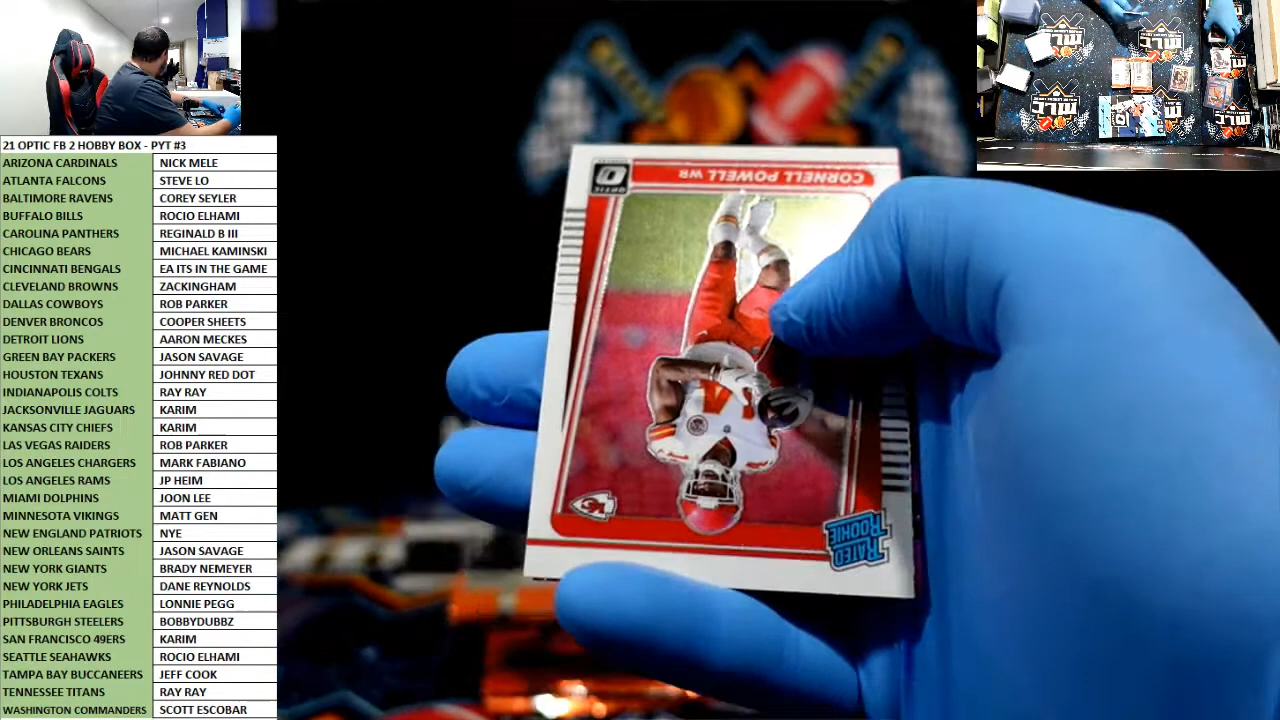 21 OPTIC FB 2 HOBBY BOX - PYT #3
ARIZONA CARDINALS NICK MELE
ATLANTA FALCONS STEVE LO
BALTIMORE RAVENS COREY SEYLER
BUFFALO BILLS ROCIO ELHAMI
CAROLINA PANTHERS REGINALD B III
CHICAGO BEARS MICHAEL KAMINSKI
CINCINNATI BENGALS EA ITS IN THE GAME
CLEVELAND BROWNS ZACKINGHAM
DALLAS COWBOYS ROB PARKER
DENVER BRONCOS COOPER SHEETS
DETROIT LIONS AARON MECKES
GREEN BAY PACKERS JASON SAVAGE
HOUSTON TEXANS JOHNNY RED DOT
INDIANAPOLIS COLTS RAY RAY
JACKSONVILLE JAGUARS KARIM
KANSAS CITY CHIEFS KARIM
LAS VEGAS RAIDERS ROB PARKER
LOS ANGELES CHARGERS MARK FABIANO
LOS ANGELES RAMS JP HEIM
MIAMI DOLPHINS JOON LEE
MINNESOTA VIKINGS MATT GEN
NEW ENGLAND PATRIOTS NYE
NEW ORLEANS SAINTS JASON SAVAGE
NEW YORK GIANTS BRADY NEMEYER
NEW YORK JETS DANE REYNOLDS
PHILADELPHIA EAGLES LONNIE PEGG
PITTSBURGH STEELERS BOBYDUBBZ
SAN FRANCISCO 49ERS KARIM
SEATTLE SEAHAWKS ROCIO ELHAMI
TAMPA BAY BUCCANEERS JEFF COOK
TENNESSEE TITANS RAY RAY
WASHINGTON COMMANDERS SCOTT ESCOBAR
CORNELL POWELL WR
OPTIC
RATED
ROOKIE
KC